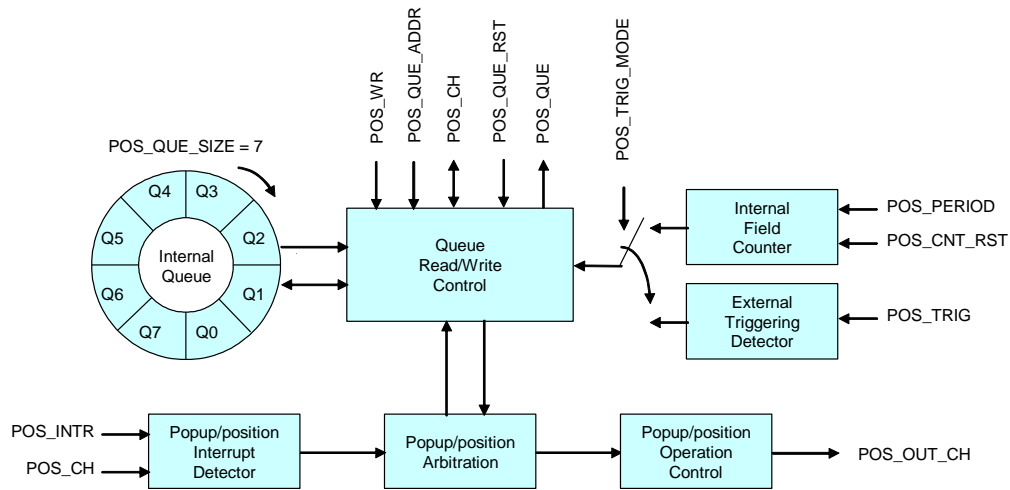 POS_WR
POS_QUE_ADDR
POS_CH
POS_QUE_RST
POS_QUE
POS_TRIG_MODE
POS_QUE_SIZE = 7
Q4
Q3
Q5
Q2
Q6
Q1
Q7
Q0
Internal
Queue
Queue
Read/Write
Control
Internal
Field
Counter
POS_PERIOD
POS_CNT_RST
External
Triggering
Detector
POS_TRIG
POS_INTR
POS_CH
Popup/position
Interrupt
Detector
Popup/position
Arbitration
Popup/position
Operation
Control
POS_OUT_CH